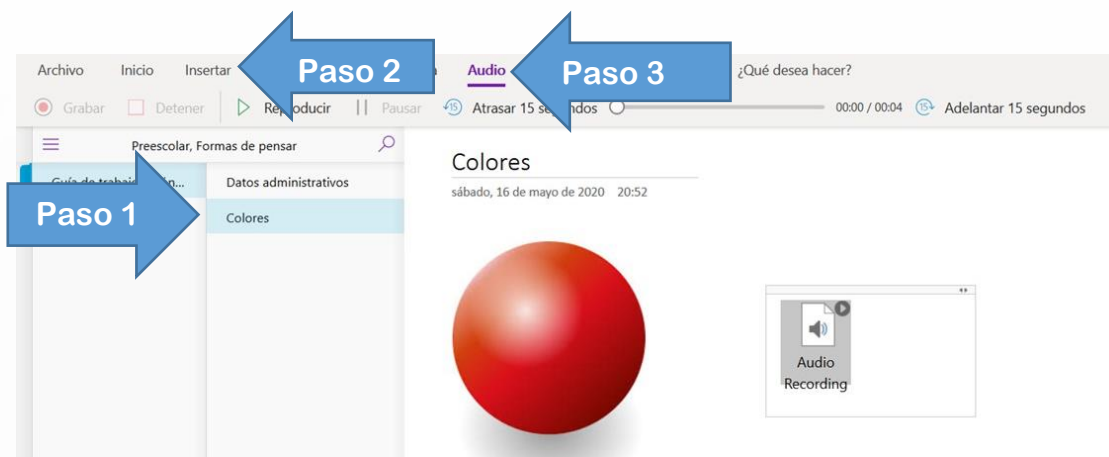 Paso 2
Paso 3
Archivo Inicio Insertar Audio ¿Qué desea hacer?
Grabar Detener Reproducir Pausar 15 Atrasar 15 segundos 00:00 / 00:04 15 Adelantar 15 segundos
Preescolar, Formas de pensar
Datos administrativos
Paso 1
Colores
Colores
sábado, 16 de mayo de 2020 20:52
Audio
Recording